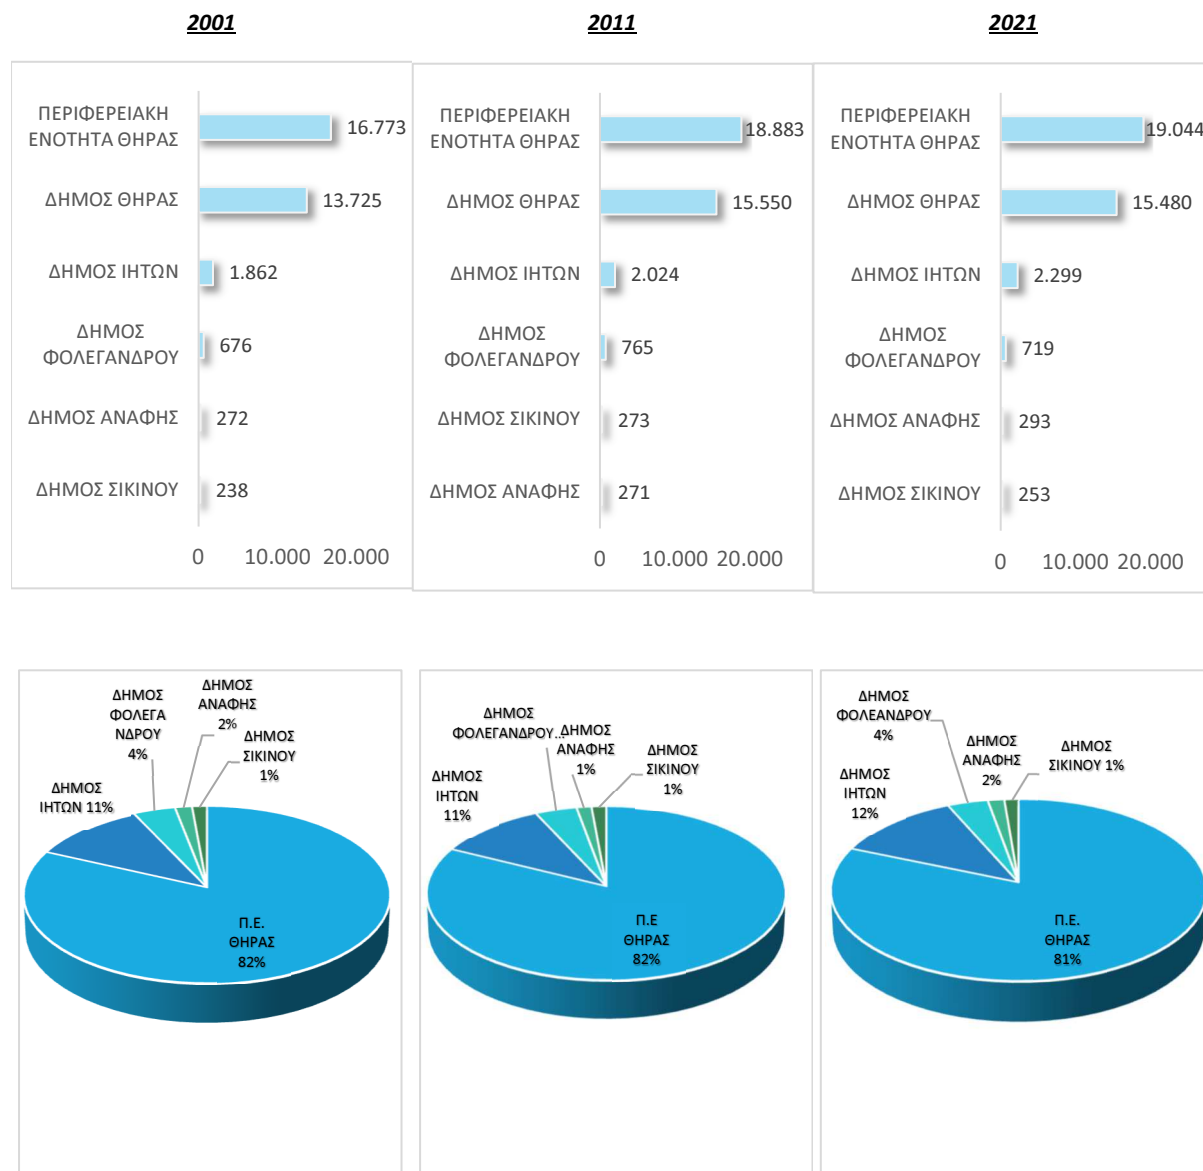 2001
2011
2021
ΠΕΡΙΦΕΡΕΙΑΚΗ
ΕΝΟΤΗΤΑ ΘΗΡΑΣ
16.773
ΔΗΜΟΣ ΘΗΡΑΣ
13.725
ΔΗΜΟΣ ΙΗΤΩΝ
1.862
ΔΗΜΟΣ
ΦΟΛΕΓΑΝΔΡΟΥ
676
ΔΗΜΟΣ ΑΝΑΦΗΣ
272
ΔΗΜΟΣ ΣΙΚΙΝΟΥ
238
0 10.000 20.000
ΠΕΡΙΦΕΡΕΙΑΚΗ
ΕΝΟΤΗΤΑ ΘΗΡΑΣ
18.883
ΔΗΜΟΣ ΘΗΡΑΣ
15.550
ΔΗΜΟΣ ΙΗΤΩΝ
2.024
ΔΗΜΟΣ
ΦΟΛΕΓΑΝΔΡΟΥ
765
ΔΗΜΟΣ ΣΙΚΙΝΟΥ
273
ΔΗΜΟΣ ΑΝΑΦΗΣ
271
0 10.000 20.000
ΠΕΡΙΦΕΡΕΙΑΚΗ
ΕΝΟΤΗΤΑ ΘΗΡΑΣ
19.044
ΔΗΜΟΣ ΘΗΡΑΣ
15.480
ΔΗΜΟΣ ΙΗΤΩΝ
2.299
ΔΗΜΟΣ
ΦΟΛΕΓΑΝΔΡΟΥ
719
ΔΗΜΟΣ ΑΝΑΦΗΣ
293
ΔΗΜΟΣ ΣΙΚΙΝΟΥ
253
0 10.000 20.000
ΔΗΜΟΣ
ΙΗΤΩΝ 11%
ΔΗΜΟΣ
ΦΟΛΕΓΑ
ΝΔΡΟΥ
4%
ΔΗΜΟΣ
ΑΝΑΦΗΣ
2%
ΔΗΜΟΣ
ΣΙΚΙΝΟΥ
1%
Π.Ε.
ΘΗΡΑΣ
82%
ΔΗΜΟΣ
ΙΗΤΩΝ
11%
ΔΗΜΟΣ
ΦΟΛΕΓΑΝΔΡΟΥ...
ΔΗΜΟΣ
ΑΝΑΦΗΣ
1%
ΔΗΜΟΣ
ΣΙΚΙΝΟΥ
1%
Π.Ε
ΘΗΡΑΣ
82%
ΔΗΜΟΣ
ΙΗΤΩΝ
12%
ΔΗΜΟΣ
ΦΟΛΕΑΝΔΡΟΥ
4%
ΔΗΜΟΣ
ΑΝΑΦΗΣ
2%
ΔΗΜΟΣ
ΣΙΚΙΝΟΥ 1%
Π.Ε.
ΘΗΡΑΣ
81%